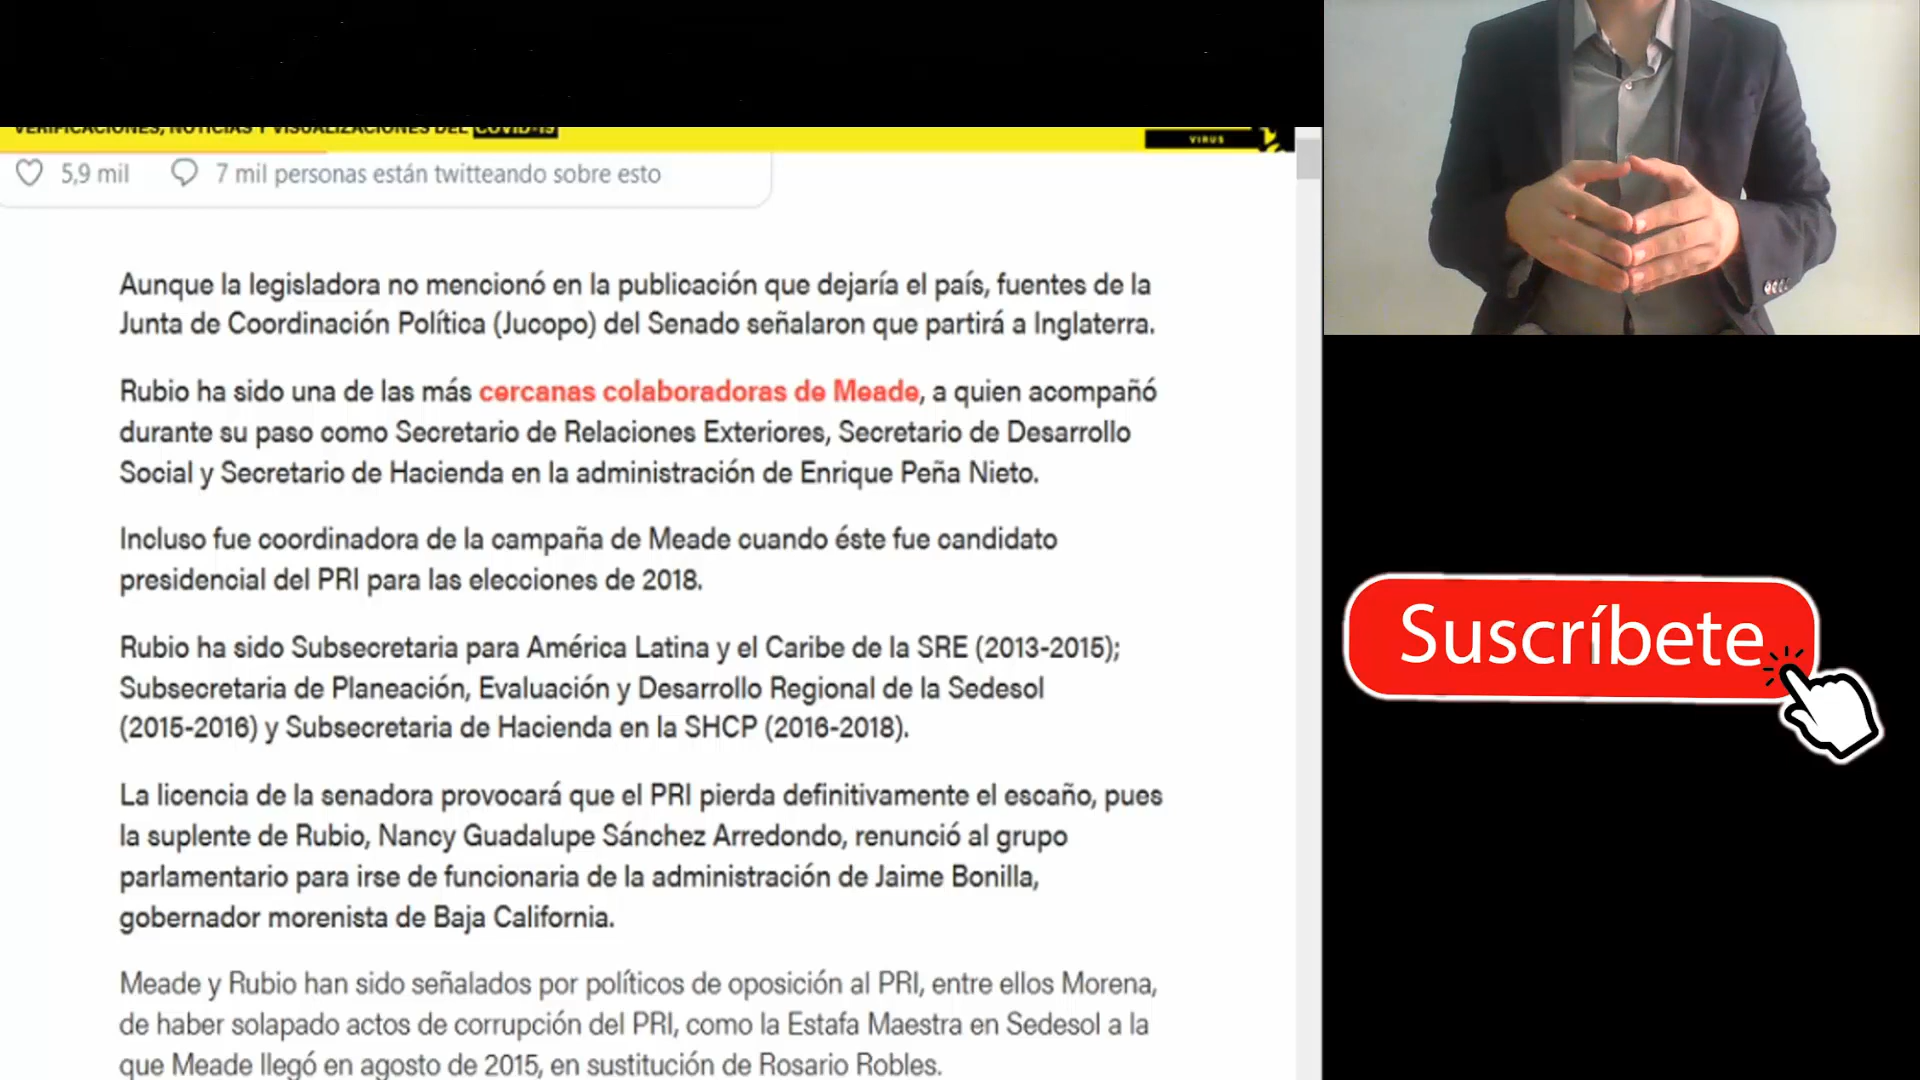 VERIFICACIONES, NOTICIAS Y VISUALIZACIONES DEL COVID-19
VIRUS
5,9 mil 7 mil personas están twitteando sobre esto
Aunque la legisladora no mencionó en la publicación que dejaría el país, fuentes de la
Junta de Coordinación Política (Jucopo) del Senado señalaron que partirá a Inglaterra.
Rubio ha sido una de las más cercanas colaboradoras de Meade, a quien acompañó
durante su paso como Secretario de Relaciones Exteriores, Secretario de Desarrollo
Social y Secretario de Hacienda en la administración de Enrique Peña Nieto.
Incluso fue coordinadora de la campaña de Meade cuando éste fue candidato
presidencial del PRI para las elecciones de 2018.
Rubio ha sido Subsecretaria para América Latina y el Caribe de la SRE (2013-2015);
Subsecretaria de Planeación, Evaluación y Desarrollo Regional de la Sedesol
(2015-2016) y Subsecretaria de Hacienda en la SHCP (2016-2018).
La licencia de la senadora provocará que el PRI pierda definitivamente el escaño, pues
la suplente de Rubio, Nancy Guadalupe Sánchez Arredondo, renunció al grupo
parlamentario para irse de funcionaria de la administración de Jaime Bonilla,
gobernador morenista de Baja California.
Meade y Rubio han sido señalados por políticos de oposición al PRI, entre ellos Morena,
de haber solapado actos de corrupción del PRI, como la Estafa Maestra en Sedesol a la
que Meade llegó en agosto de 2015, en sustitución de Rosario Robles.
Suscríbete